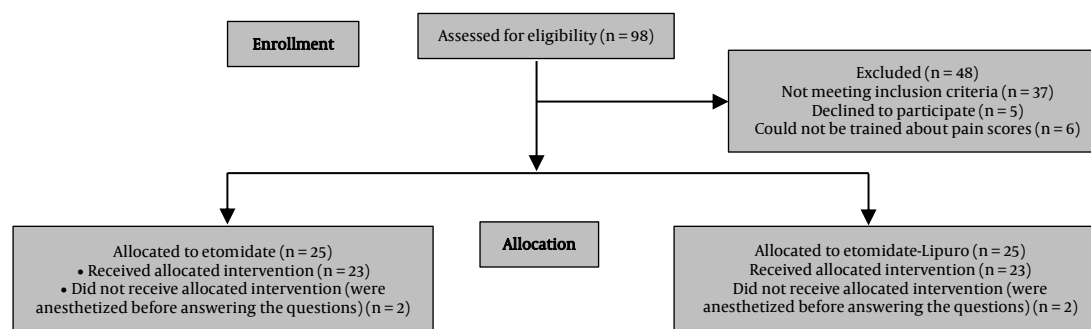 Enrollment
Assessed for eligibility (n = 98)
Excluded (n = 48)
Not meeting inclusion criteria (n = 37)
Declined to participate (n = 5)
Could not be trained about pain scores (n = 6)
Allocation
Allocated to etomidate (n = 25)
• Received allocated intervention (n = 23)
• Did not receive allocated intervention (were
anesthetized before answering the questions) (n = 2)
Allocated to etomidate-Lipuro (n = 25)
Received allocated intervention (n = 23)
Did not receive allocated intervention (were
anesthetized before answering the questions) (n = 2)